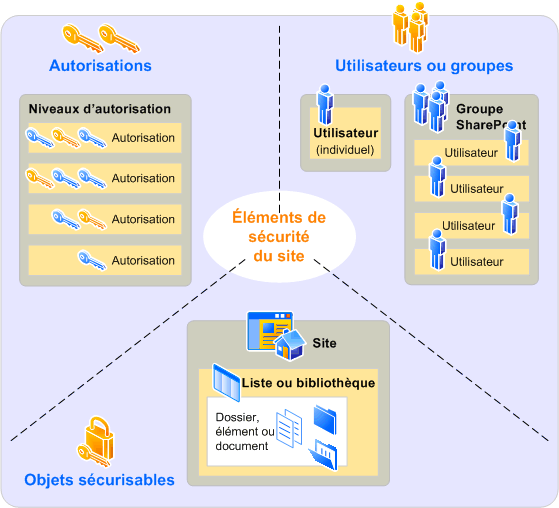 Autorisations
Utilisateurs ou groupes
Niveaux d'autorisation
Autorisation
Autorisation
Autorisation
Autorisation
Utilisateur
(individuel)
Groupe
SharePoint
Utilisateur
Utilisateur
Utilisateur
Utilisateur
Éléments de
sécurité
du site
Site
Liste ou bibliothèque
Dossier,
élément ou
document
Objets sécurisables